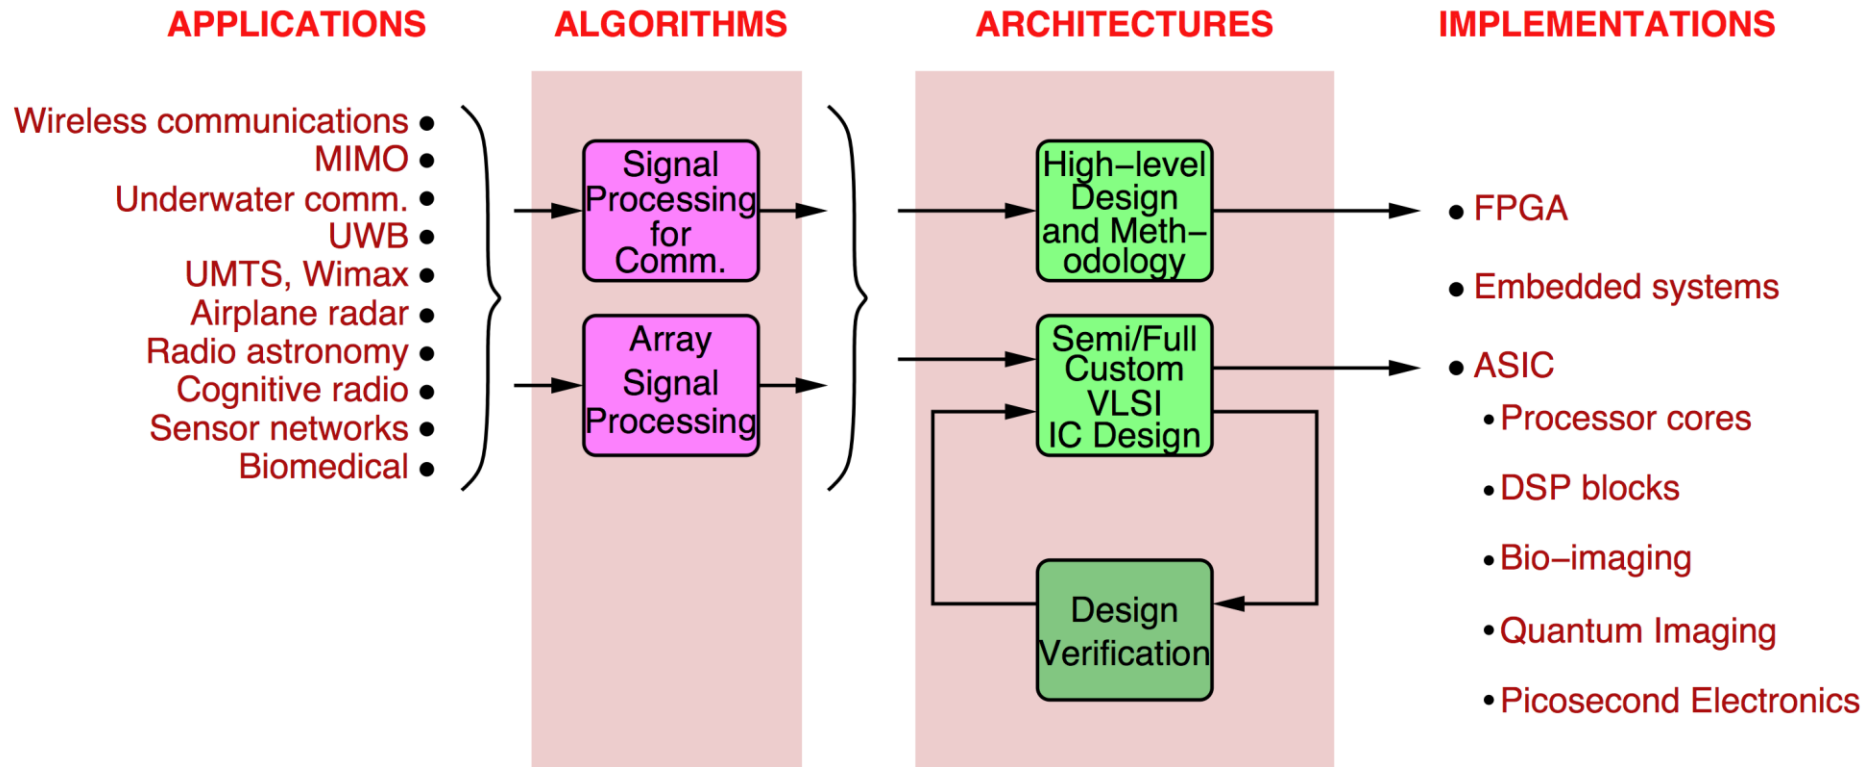 APPLICATIONS
ALGORITHMS
ARCHITECTURES
IMPLEMENTATIONS
Wireless communications
MIMO
Underwater comm.
UWB
UMTS, Wimax
Airplane radar
Radio astronomy
Cognitive radio
Sensor networks
Biomedical
Signal
Processing
for
Comm.
Array
Signal
Processing
High–level
Design
and Meth–
odology
Semi/Full
Custom
VLSI
IC Design
Design
Verification
FPGA
Embedded systems
ASIC
Processor cores
DSP blocks
Bio–imaging
Quantum Imaging
Picosecond Electronics